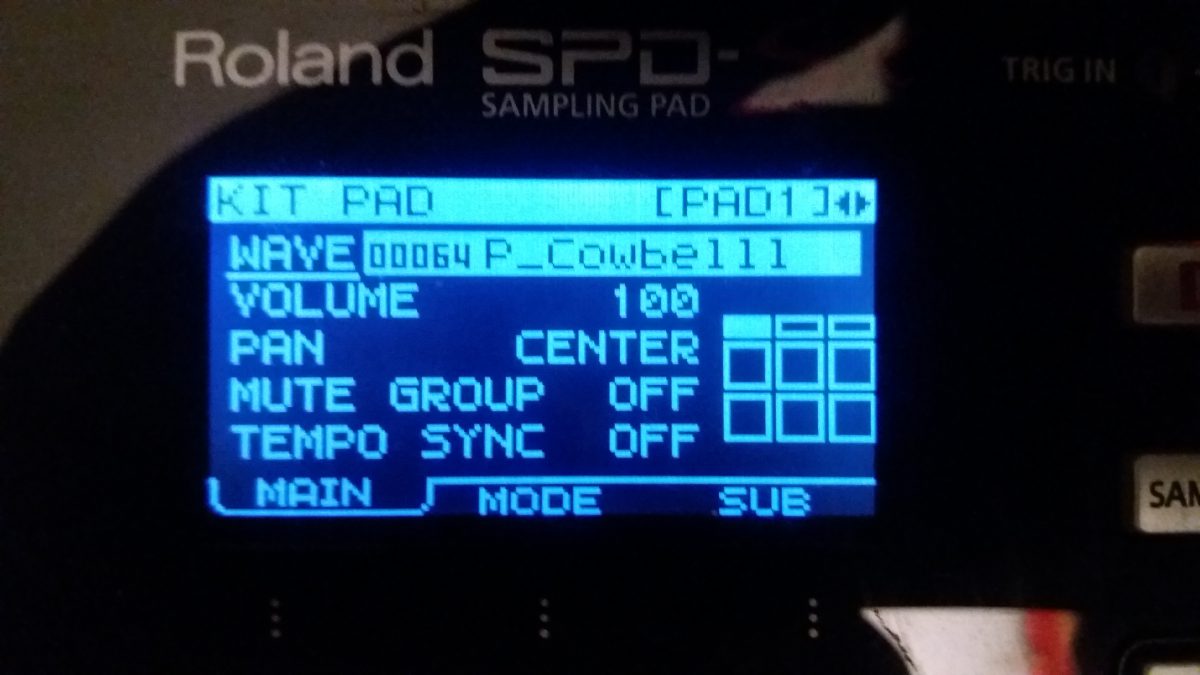 Roland SPD-
SAMPLING PAD
TRIG IN
KIT PAD [PAD1]
WAVE 00064 P_Cowbell1
VOLUME 100
PAN CENTER
MUTE GROUP OFF
TEMPO SYNC OFF
MAIN MODE SUB
SAM